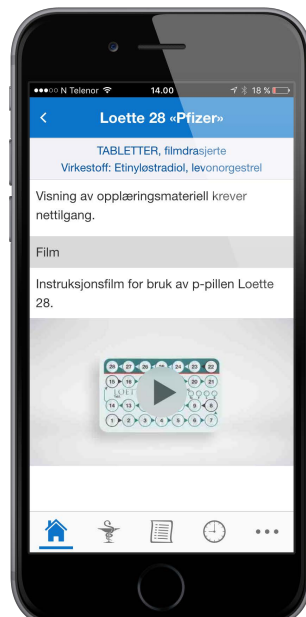 N Telenor 14.00 18 %
Loette 28 «Pfizer»
TABLETTER, filmdrasjerte
Virkestoff: Etinyløstradiol, levonorgestrel
Visning av opplæringsmateriell krever
nettilgang.
Film
Instruksjonsfilm for bruk av p-pillen Loette
28.